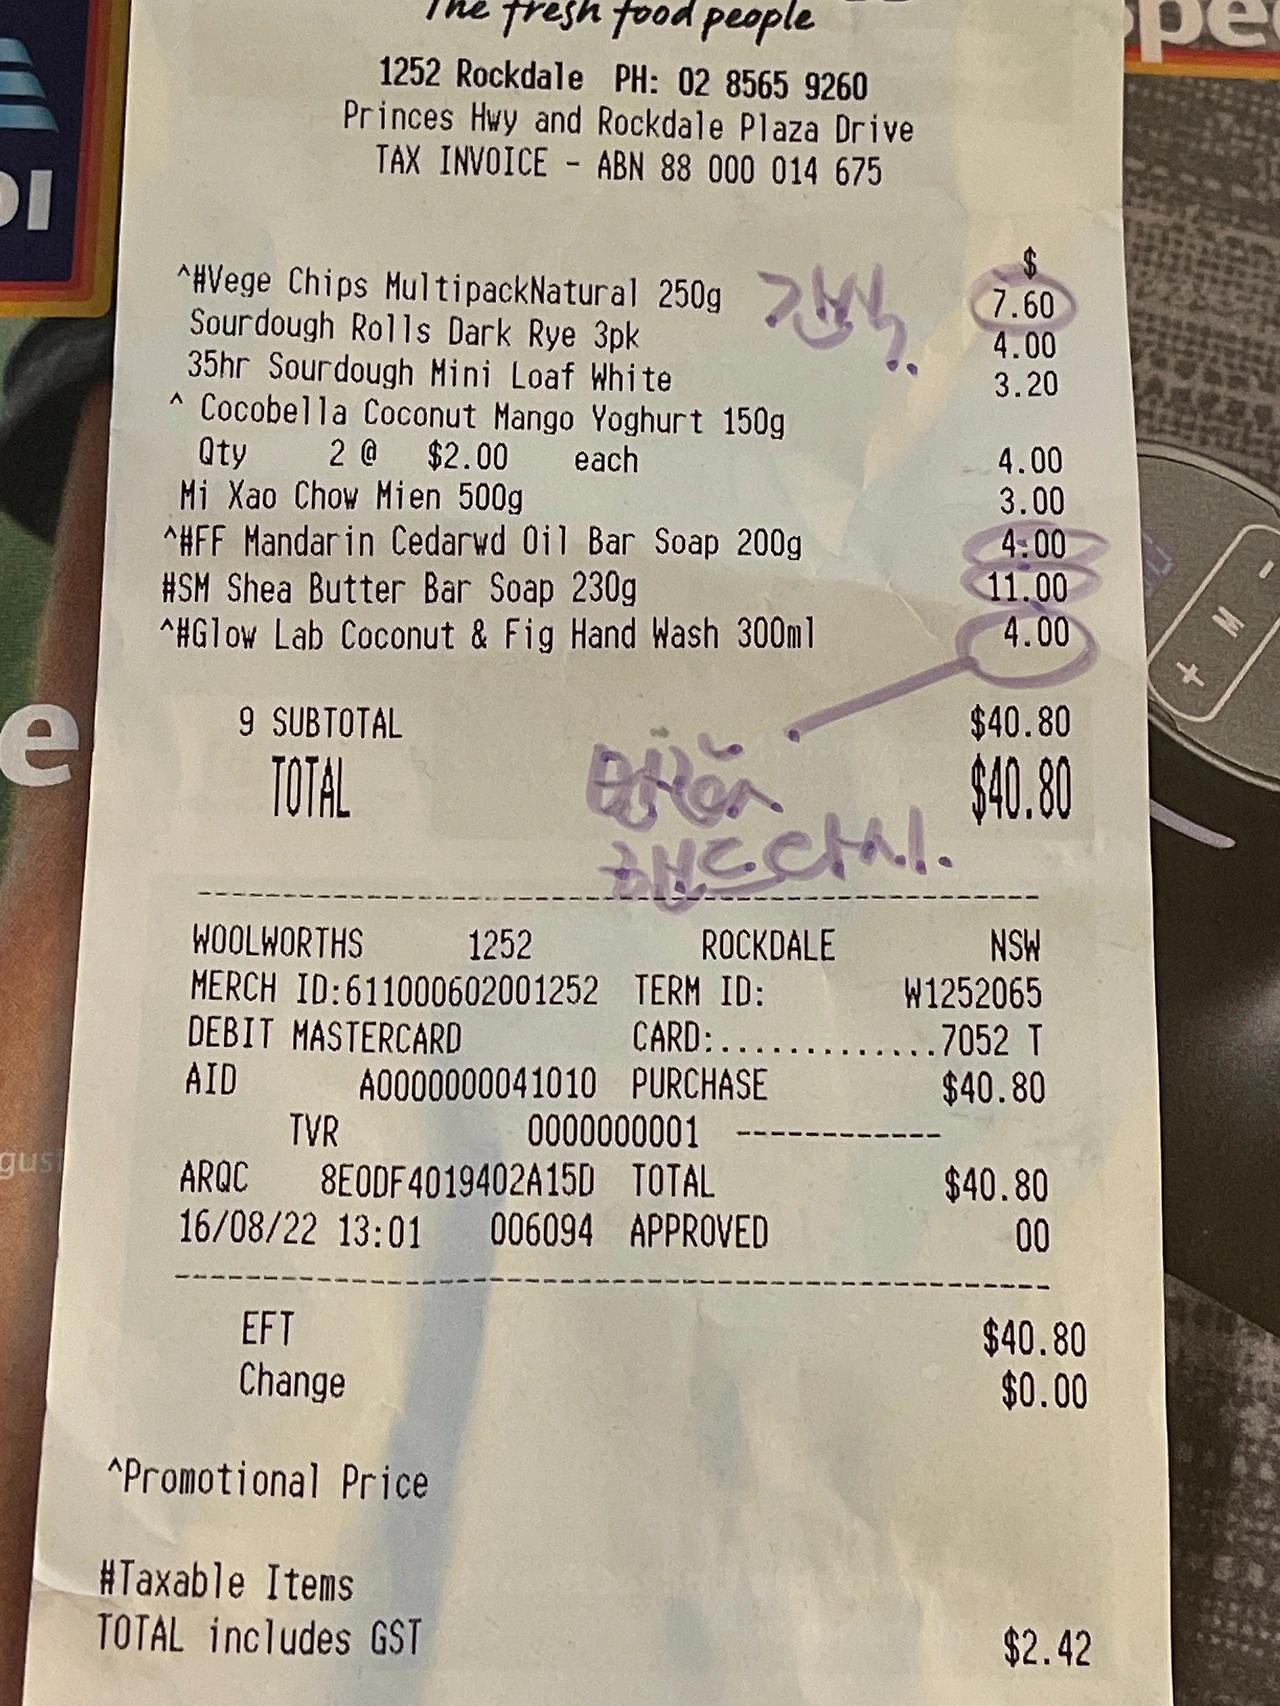 The fresh food people
1252 Rockdale PH: 02 8565 9260
Princes Hwy and Rockdale Plaza Drive
TAX INVOICE - ABN 88 000 014 675
$
^#Vege Chips MultipackNatural 250g 7.60
Sourdough Rolls Dark Rye 3pk 4.00
35hr Sourdough Mini Loaf White 3.20
^ Cocobella Coconut Mango Yoghurt 150g
Qty 2 @ $2.00 each 4.00
Mi Xao Chow Mien 500g 3.00
^#FF Mandarin Cedarwd Oil Bar Soap 200g 4.00
#SM Shea Butter Bar Soap 230g 11.00
^#Glow Lab Coconut & Fig Hand Wash 300ml 4.00
9 SUBTOTAL $40.80
TOTAL $40.80
WOOLWORTHS 1252 ROCKDALE NSW
MERCH ID:611000602001252 TERM ID: W1252065
DEBIT MASTERCARD CARD:..............7052 T
AID A0000000041010 PURCHASE $40.80
TVR 0000000001 ------------
ARQC 8E0DF4019402A15D TOTAL $40.80
16/08/22 13:01 006094 APPROVED 00
EFT $40.80
Change $0.00
^Promotional Price
#Taxable Items
TOTAL includes GST $2.42
- M +